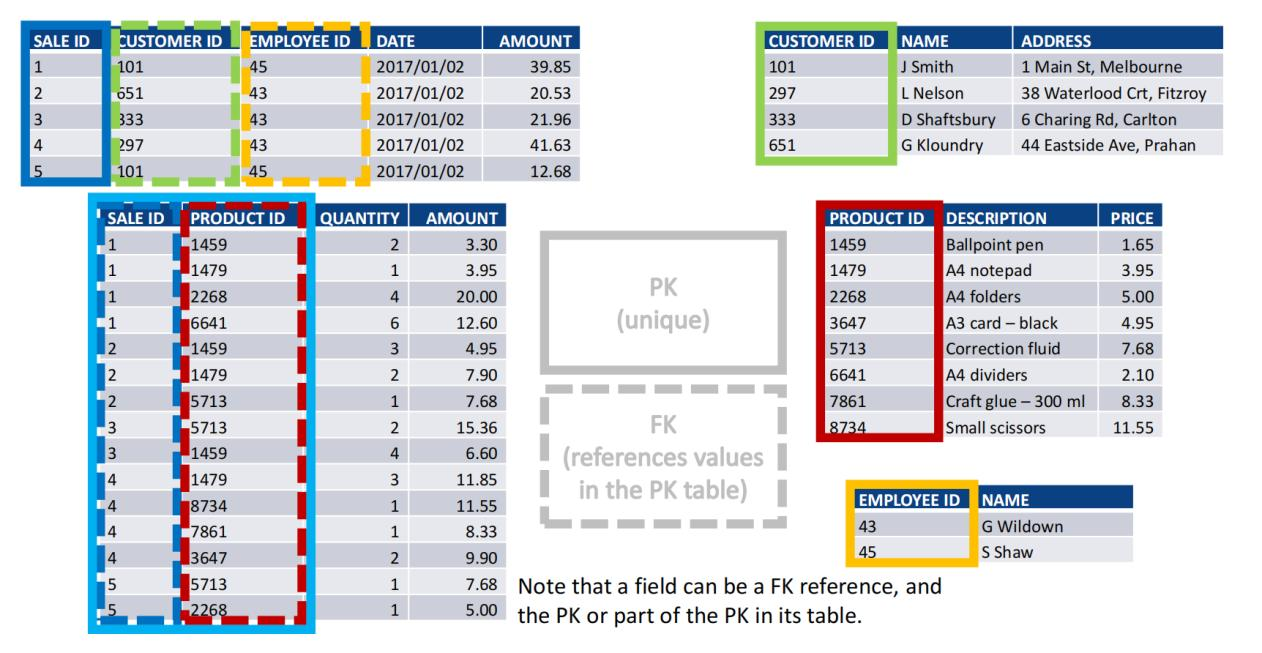 SALE ID CUSTOMER ID EMPLOYEE ID DATE AMOUNT
1 101 45 2017/01/02 39.85
2 651 43 2017/01/02 20.53
3 333 43 2017/01/02 21.96
4 297 43 2017/01/02 41.63
5 101 45 2017/01/02 12.68
CUSTOMER ID NAME ADDRESS
101 J Smith 1 Main St, Melbourne
297 L Nelson 38 Waterlood Crt, Fitzroy
333 D Shaftsbury 6 Charing Rd, Carlton
651 G Kloundry 44 Eastside Ave, Prahan
SALE ID PRODUCT ID QUANTITY AMOUNT
1 1459 2 3.30
1 1479 1 3.95
1 2268 4 20.00
1 6641 6 12.60
2 1459 3 4.95
2 1479 2 7.90
2 5713 1 7.68
3 5713 2 15.36
3 1459 4 6.60
4 1479 3 11.85
4 8734 1 11.55
4 7861 1 8.33
4 3647 2 9.90
5 5713 1 7.68
5 2268 1 5.00
PK
(unique)
FK
(references values
in the PK table)
PRODUCT ID DESCRIPTION PRICE
1459 Ballpoint pen 1.65
1479 A4 notepad 3.95
2268 A4 folders 5.00
3647 A3 card – black 4.95
5713 Correction fluid 7.68
6641 A4 dividers 2.10
7861 Craft glue – 300 ml 8.33
8734 Small scissors 11.55
EMPLOYEE ID NAME
43 G Wildown
45 S Shaw
Note that a field can be a FK reference, and
the PK or part of the PK in its table.